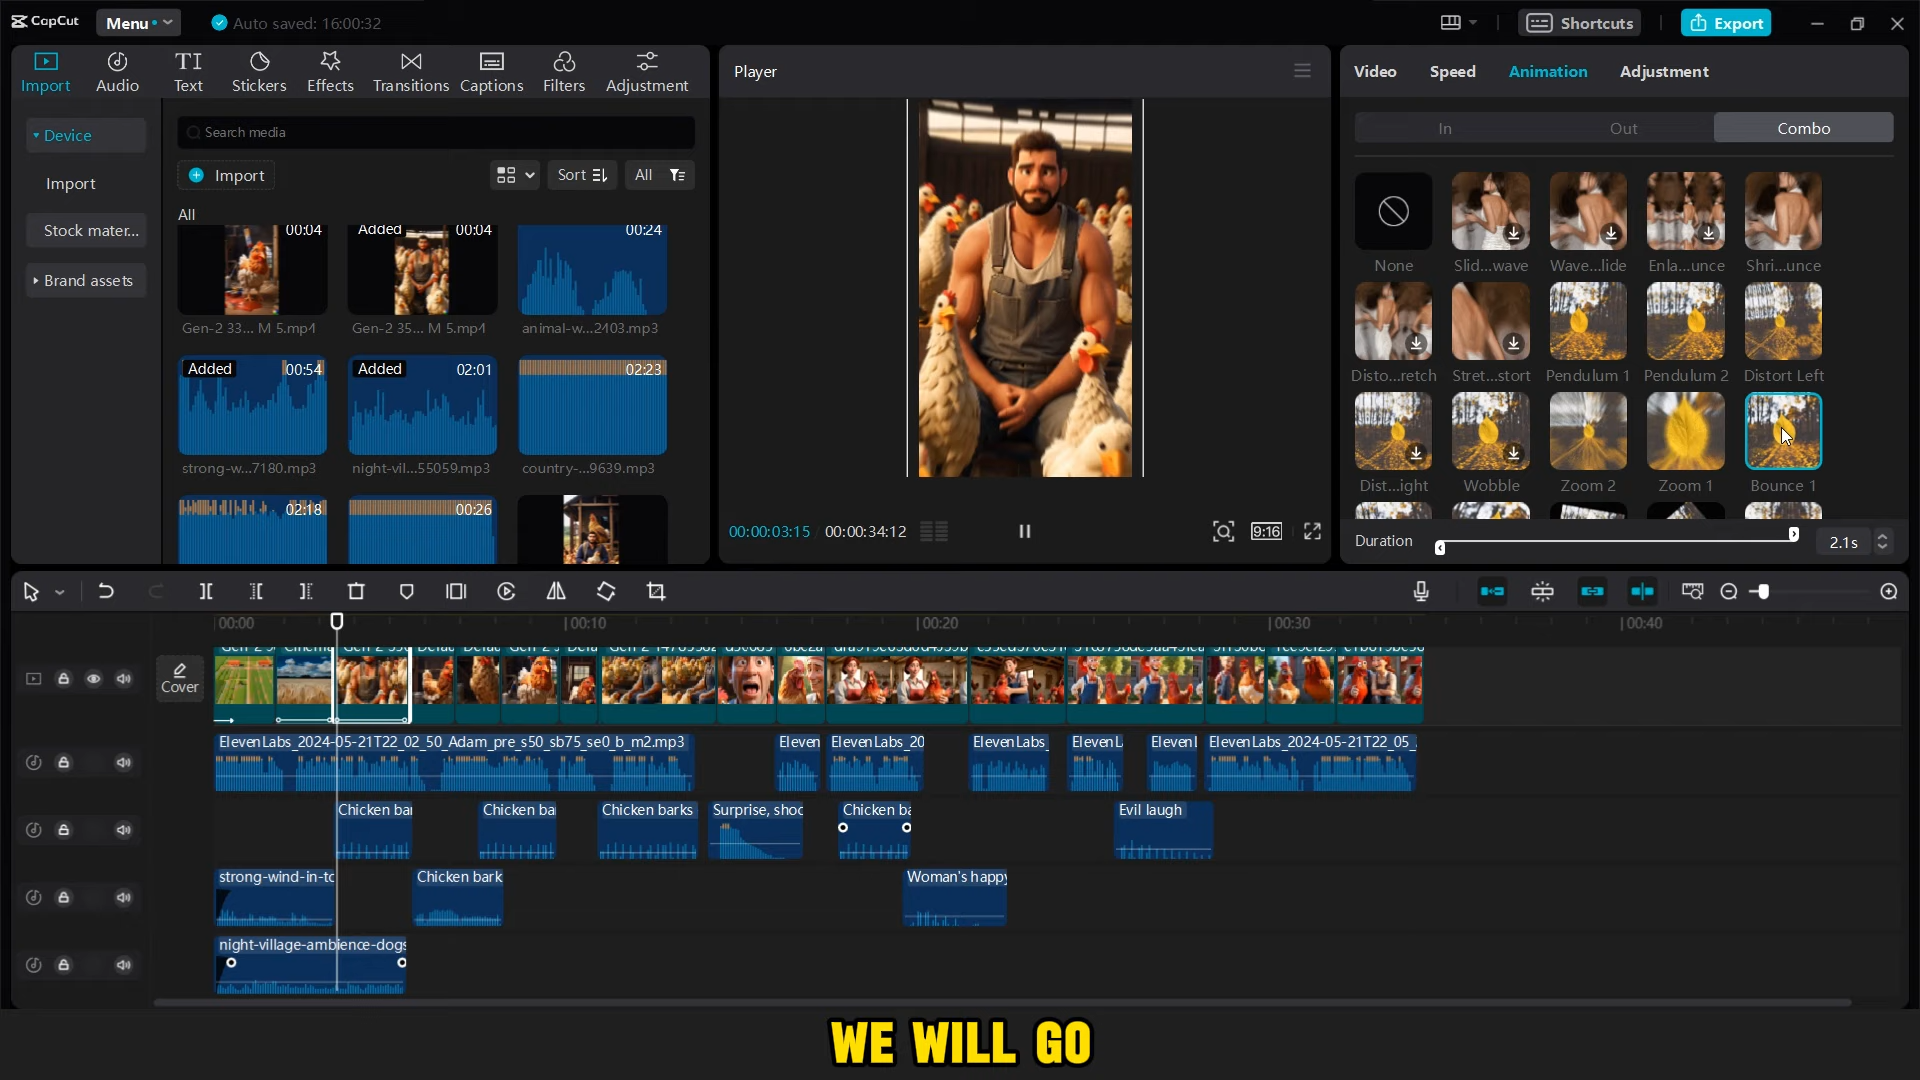 CapCut
Menu
Auto saved: 16:00:32
Shortcuts
Export
Import
Audio
TI
Text
Stickers
Effects
Transitions
Captions
Filters
Adjustment
Device
Import
Stock mater...
Brand assets
Search media
Import
Sort
All
All
00:04
Added
00:04
00:24
Gen-2 33... M 5.mp4
Gen-2 35... M 5.mp4
animal-w...2403.mp3
Added
00:54
Added
02:01
02:23
strong-w...7180.mp3
night-vil...55059.mp3
country-...9639.mp3
02:18
00:26
Player
00:00:03:15
00:00:34:12
9:16
Video
Speed
Animation
Adjustment
In
Out
Combo
None
Slid...wave
Wave...lide
Enla...unce
Shri...unce
Disto...retch
Stret...stort
Pendulum 1
Pendulum 2
Distort Left
Dist...ight
Wobble
Zoom 2
Zoom 1
Bounce 1
Duration
2.1s
00:00
00:10
00:20
00:30
00:40
Cover
ElevenLabs_2024-05-21T22_02_50_Adam_pre_s50_sb75_se0_b_m2.mp3
Eleven
ElevenLabs_20
ElevenLabs_
ElevenL
ElevenL
ElevenLabs_2024-05-21T22_05_
Chicken bar
Chicken ba
Chicken barks
Surprise, shoc
Chicken ba
Evil laugh
strong-wind-in-to
Chicken bark
Woman's happy
night-village-ambience-dogs
WE WILL GO